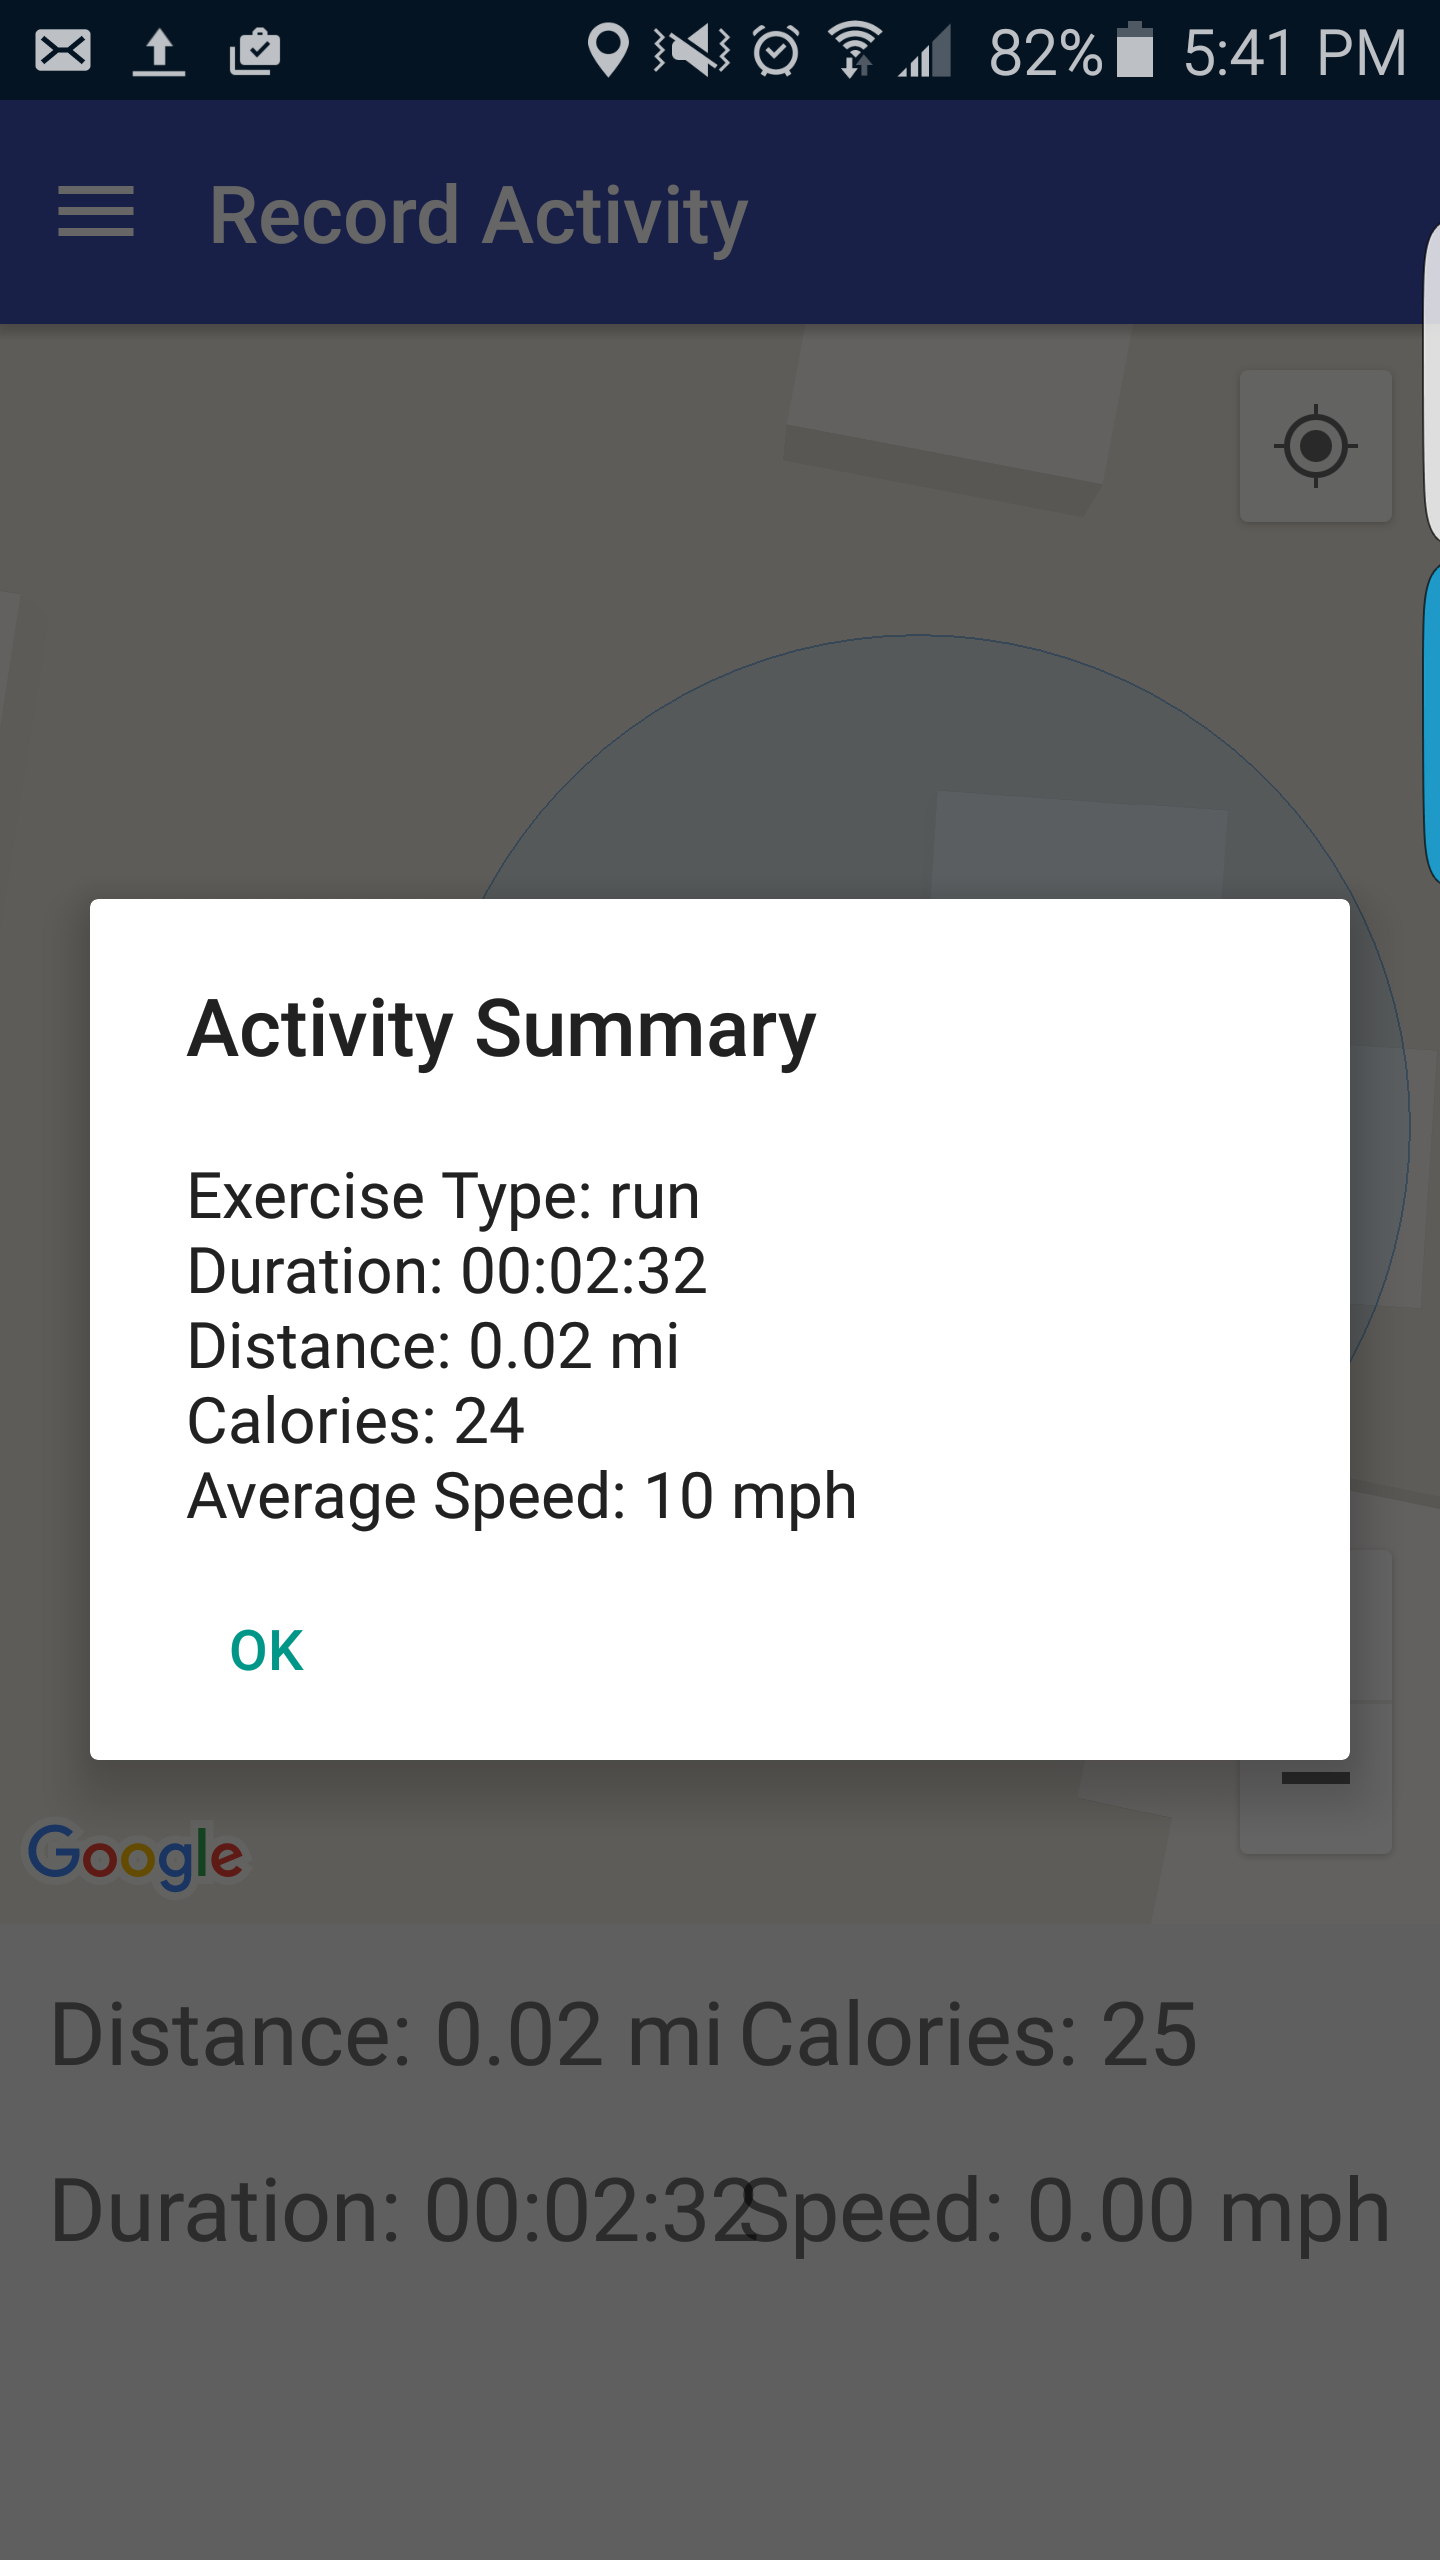 82% 5:41 PM
Record Activity
Activity Summary
Exercise Type: run
Duration: 00:02:32
Distance: 0.02 mi
Calories: 24
Average Speed: 10 mph
OK
Google
Distance: 0.02 mi Calories: 25
Duration: 00:02:32 Speed: 0.00 mph